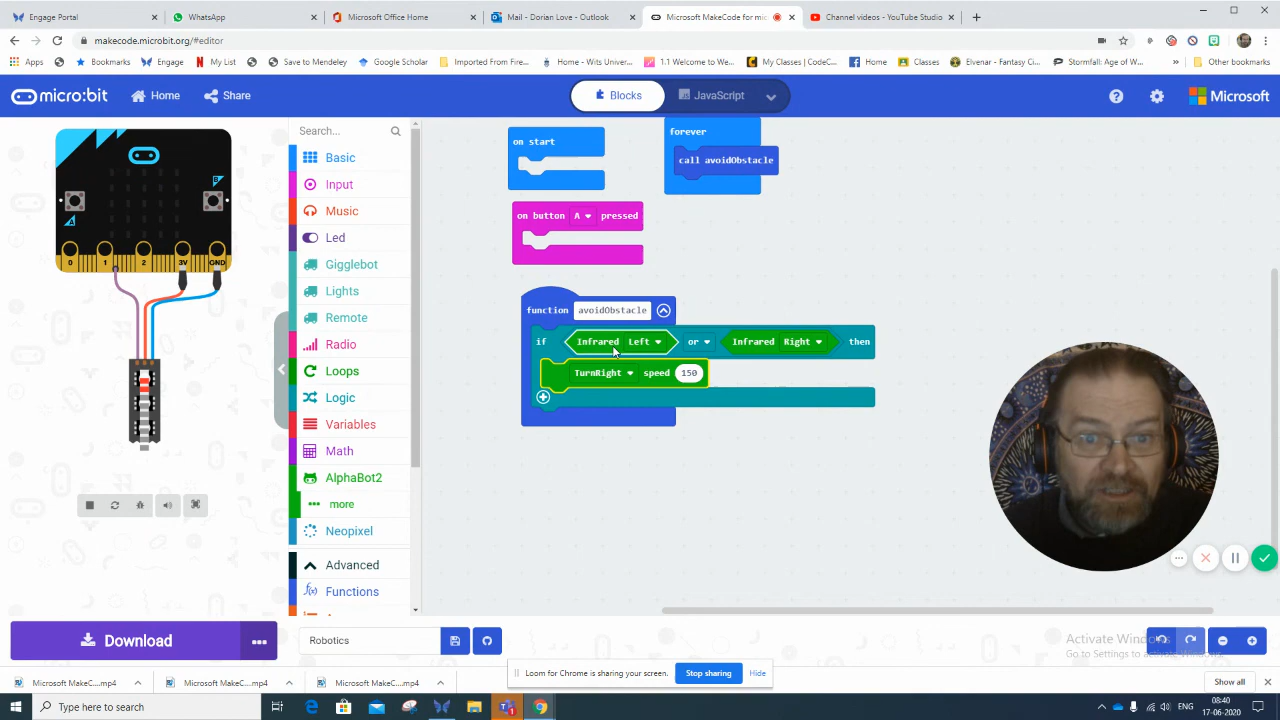 Engage Portal
WhatsApp
Microsoft Office Home
Mail - Dorian Love - Outlook
Microsoft MakeCode for mic
Channel videos - YouTube Studio
makecode.microbit.org/#editor
Apps
Bookmarks
Engage
My List
Save to Mendeley
Google Scholar
Imported From Fire...
Home - Wits Univer...
1.1 Welcome to We...
My Classes | CodeC...
Home
Classes
Elvenar - Fantasy Ci...
Stormfall: Age of W...
Other bookmarks
micro:bit
Home
Share
Blocks
JavaScript
Microsoft
A
B
0
1
2
3V
GND
Search...
Basic
Input
Music
Led
Gigglebot
Lights
Remote
Radio
Loops
Logic
Variables
Math
AlphaBot2
more
Neopixel
Advanced
Functions
on start
forever
call avoidObstacle
on button A pressed
function avoidObstacle
if Infrared Left or Infrared Right then
TurnRight speed 150
Download
Robotics
Activate Windows
Go to Settings to activate Windows.
Microsoft MakeC....mp4
Microsoft MakeC....mp4
Microsoft MakeC....mp4
Loom for Chrome is sharing your screen.
Stop sharing
Hide
Show all
Type here to search
08:40
17-06-2020